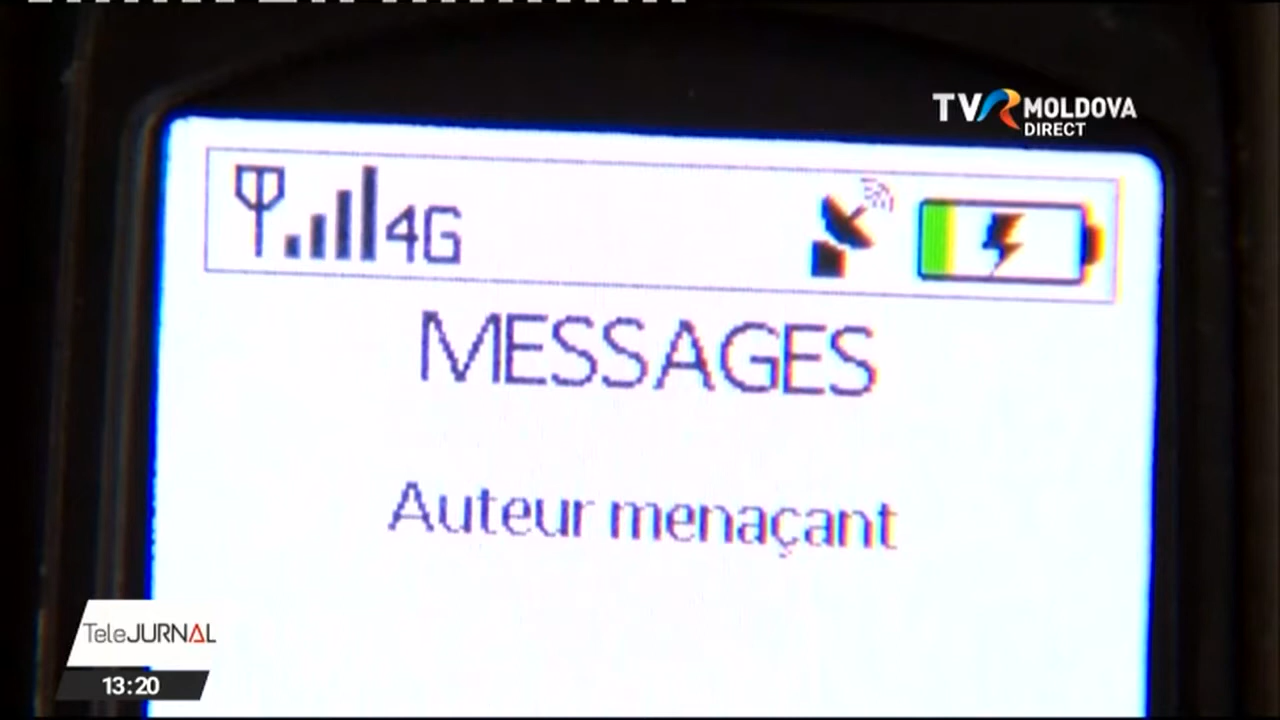 TVR MOLDOVA
DIRECT
4G
MESSAGES
Auteur menaçant
TeleJURNAL
13:20